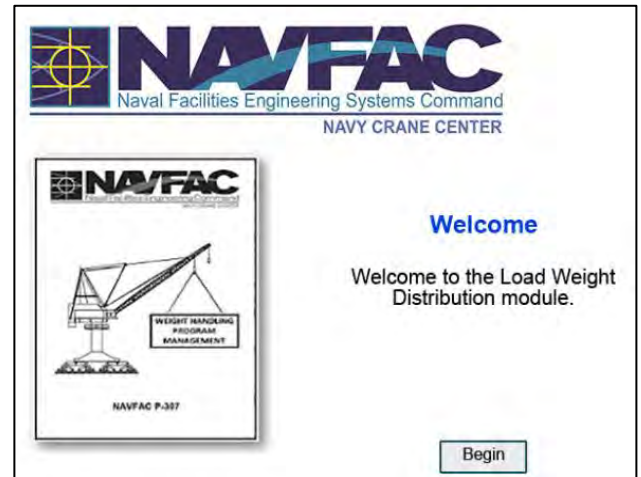 NAVFAC
Naval Facilities Engineering Systems Command
NAVY CRANE CENTER
NAVFAC
WEIGHT HANDLING
PROGRAM
MANAGEMENT
NAVFAC P-307
Welcome
Welcome to the Load Weight
Distribution module.
Begin